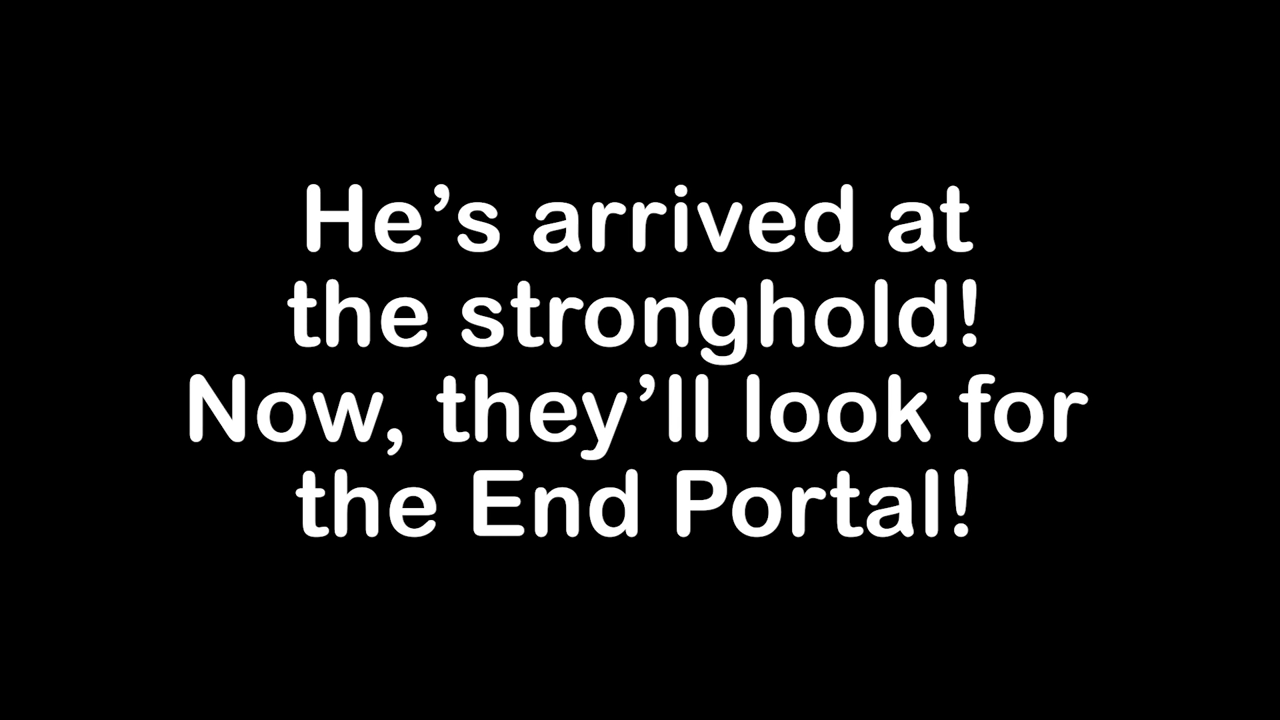 He’s arrived at
the stronghold!
Now, they’ll look for
the End Portal!